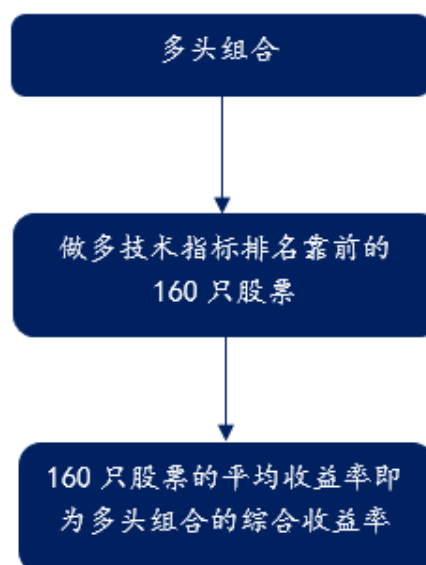 多头组合
做多技术指标排名靠前的
160 只股票
160 只股票的平均收益率即
为多头组合的综合收益率